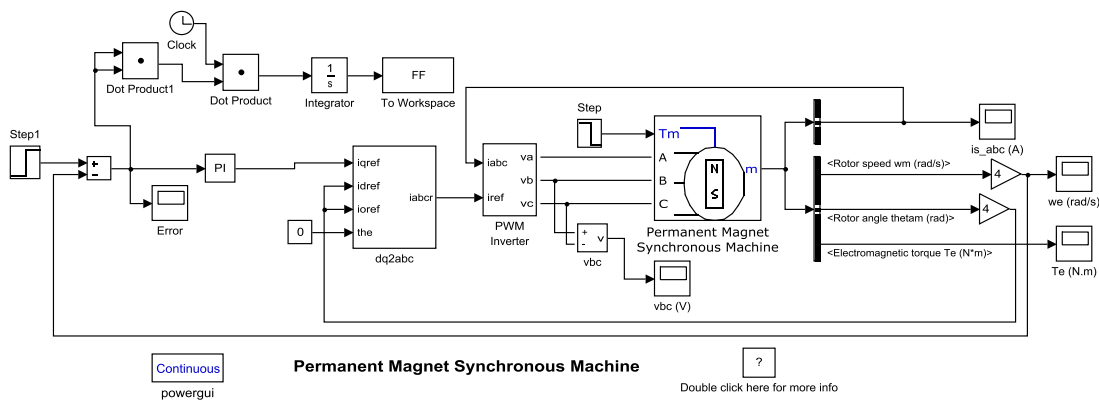 Clock
Dot Product1
Dot Product
1
s
Integrator
FF
To Workspace
Step1
+
-
PI
Error
0
iqref
idref
ioref
the
iabcr
dq2abc
iabc
iref
va
vb
vc
PWM
Inverter
Step
Tm
A
B
C
N
S
m
Permanent Magnet
Synchronous Machine
+
-
v
vbc
vbc (V)
is_abc (A)
<Rotor speed wm (rad/s)>
4
we (rad/s)
<Rotor angle thetam (rad)>
4
<Electromagnetic torque Te (N*m)>
Te (N.m)
Continuous
powergui
Permanent Magnet Synchronous Machine
?
Double click here for more info